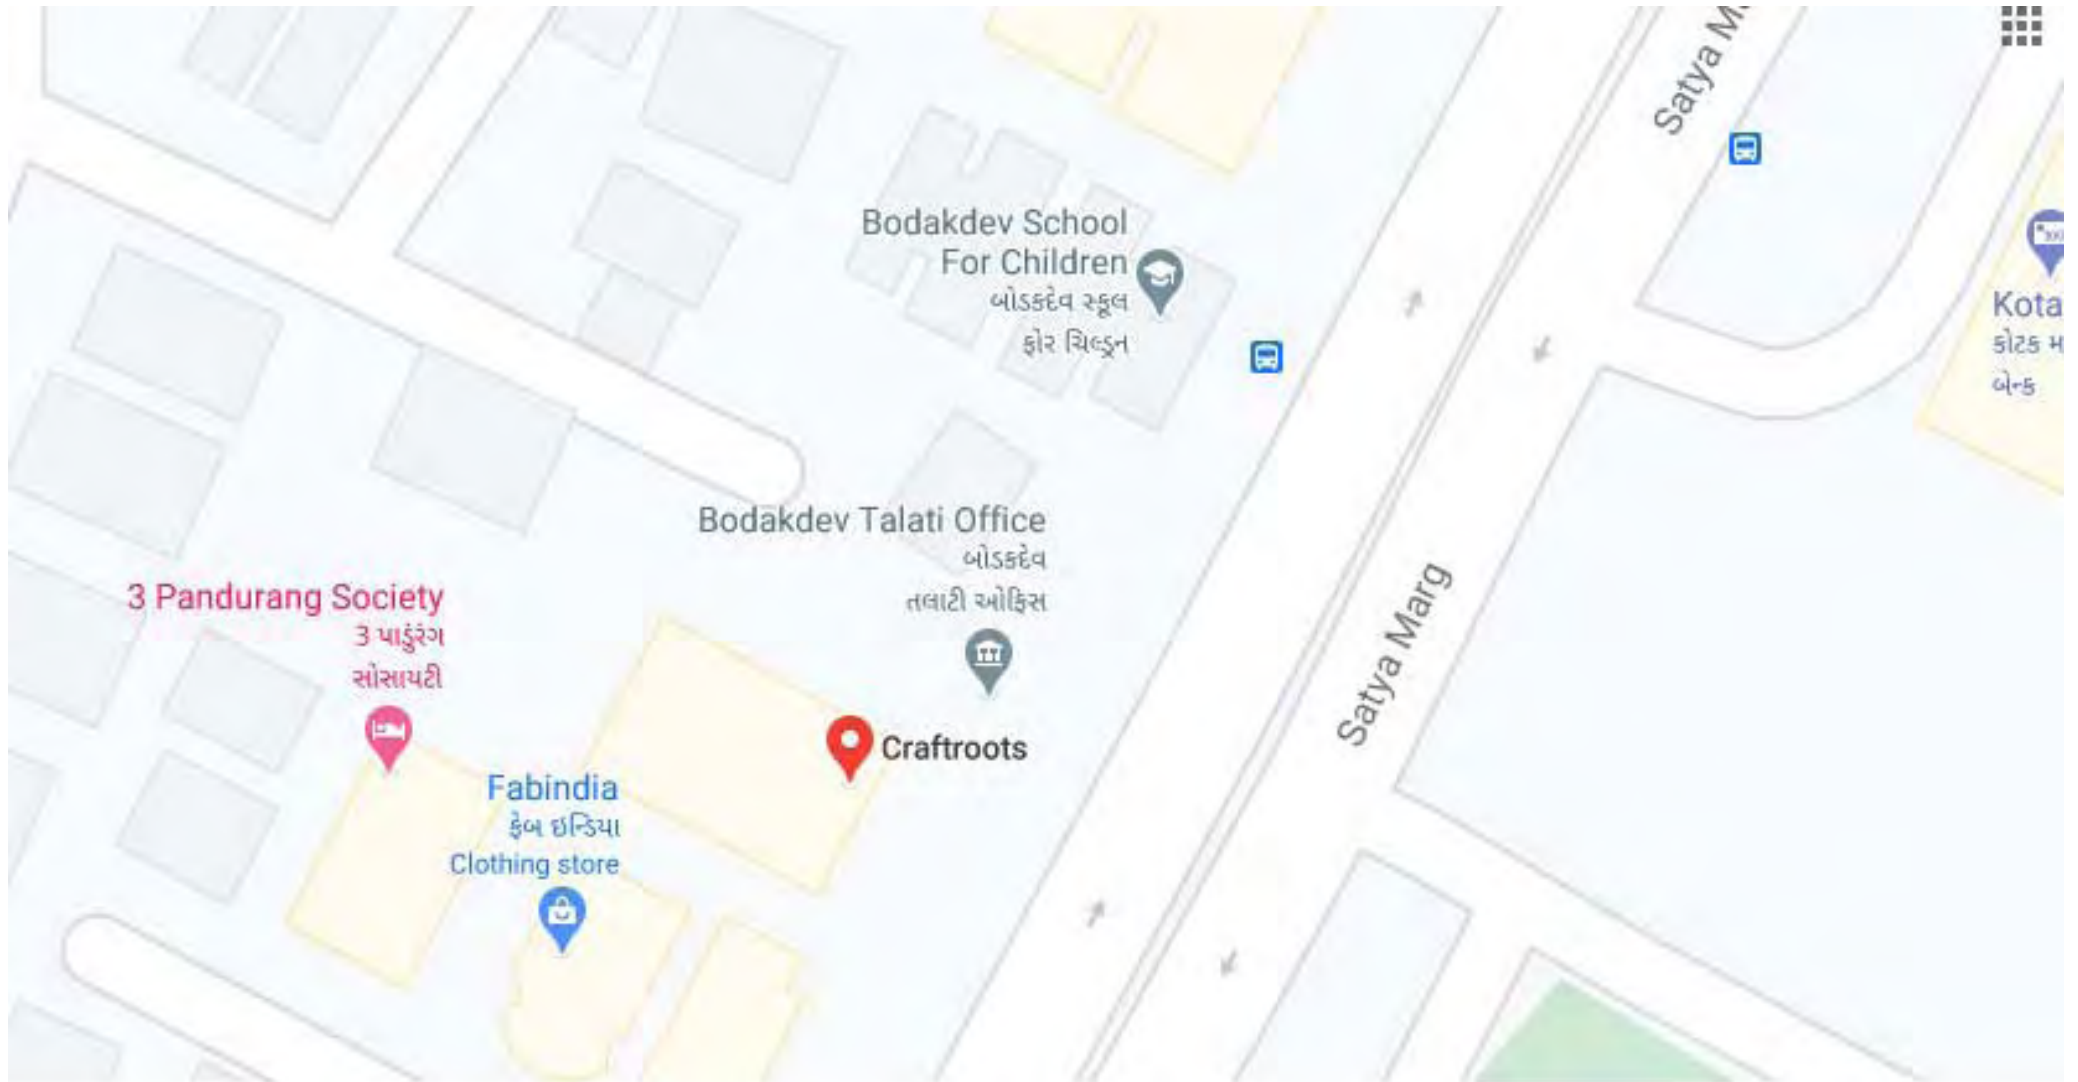 Satya
Bodakdev School
For Children
બોડકદેવ સ્કૂલ
ફોર ચિલ્ડ્રન
Kota
કોટક
બેન્ક
Bodakdev Talati Office
બોડકદેવ
તલાટી ઓફિસ
3 Pandurang Society
3 પાડુંરંગ
સોસાયટી
Satya Marg
Craftroots
Fabindia
ફેબ ઇન્ડિયા
Clothing store